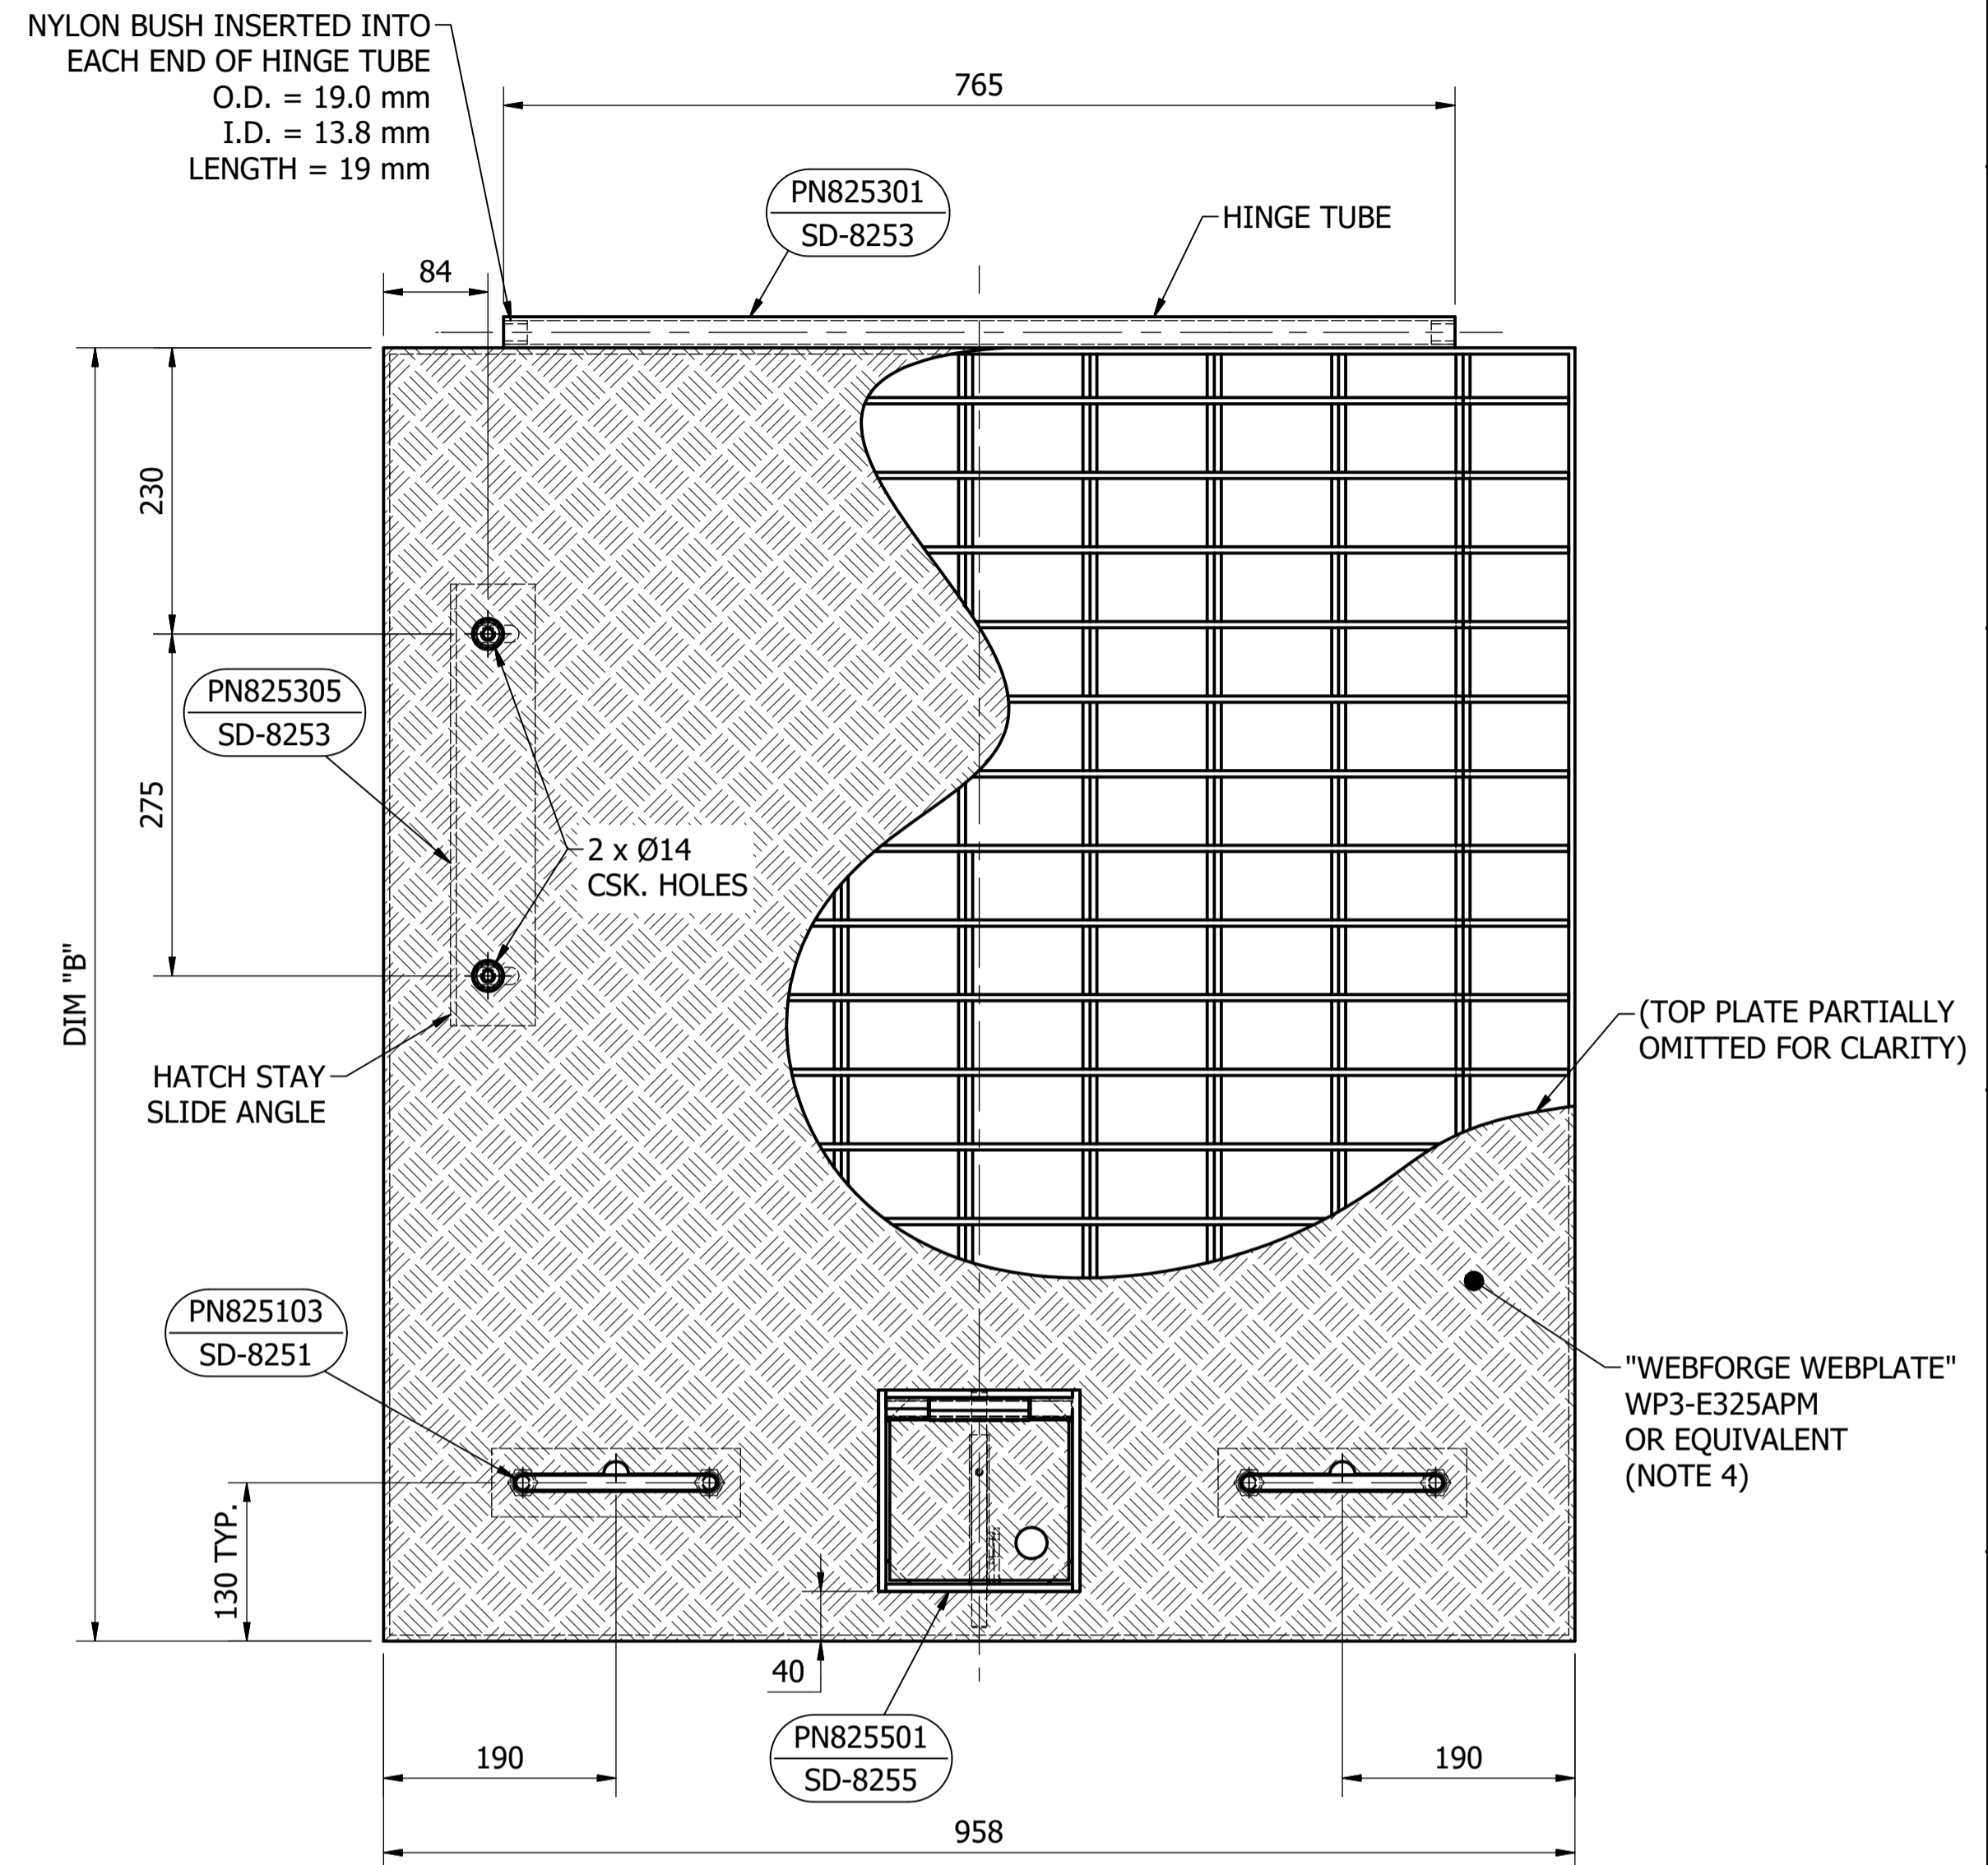 NYLON BUSH INSERTED INTO
EACH END OF HINGE TUBE
O.D. = 19.0 mm
I.D. = 13.8 mm
LENGTH = 19 mm
765
PN825301
SD-8253
HINGE TUBE
84
230
PN825305
SD-8253
275
2 x Ø14
CSK. HOLES
DIM "B"
HATCH STAY
SLIDE ANGLE
(TOP PLATE PARTIALLY
OMITTED FOR CLARITY)
PN825103
SD-8251
"WEBFORGE WEBPLATE"
WP3-E325APM
OR EQUIVALENT
(NOTE 4)
130 TYP.
40
PN825501
SD-8255
190
190
958